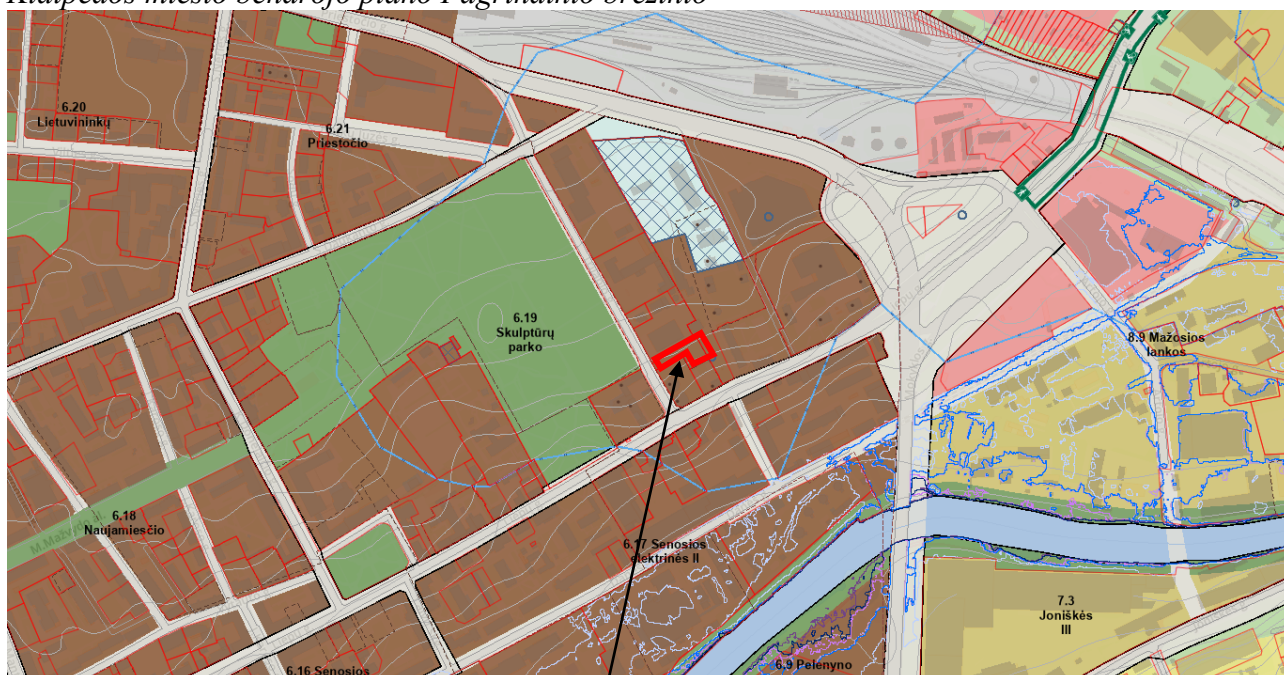 Klaipėdos miesto bendrojo plano Pagrindinio brėžinio
6.20
Lietuvininkų
6.21
Priestočio
6.19
Skulptūrų
parko
8.9 Mažosios
lankos
M.Mažvydo al.
6.18
Naujamiesčio
6.17 Senosios
elektrinės II
7.3
Joniškės
III
6.16 Senosios
6.9 Pelenyno